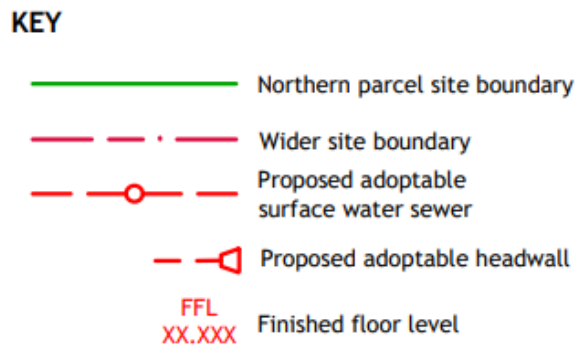 KEY
Northern parcel site boundary
Wider site boundary
Proposed adoptable
surface water sewer
Proposed adoptable headwall
FFL
XX.XXX
Finished floor level